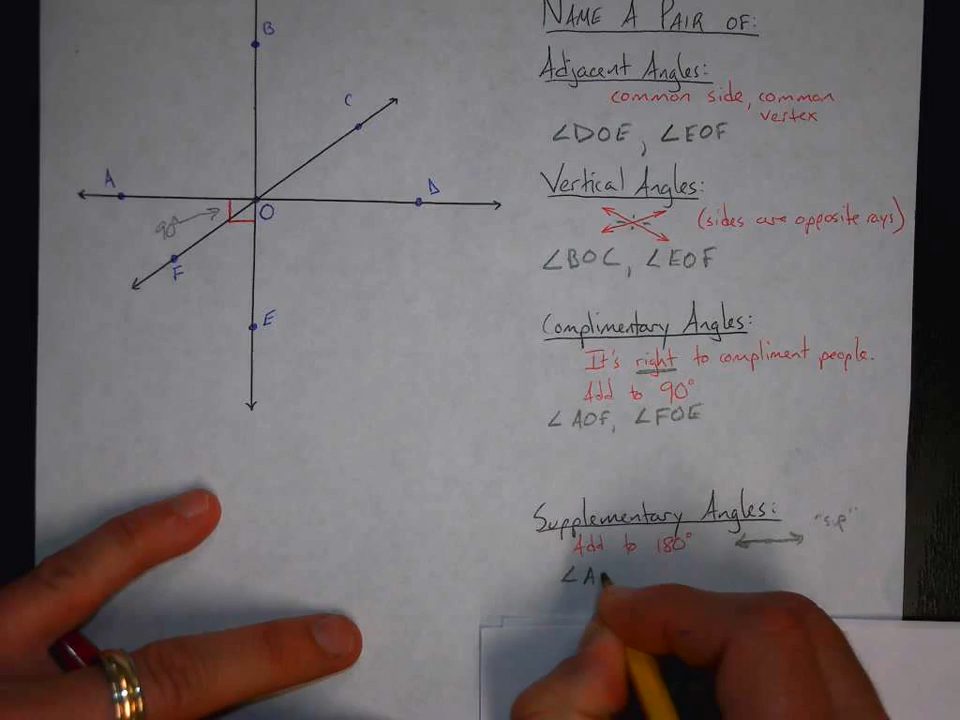 NAME A PAIR OF:
Adjacent Angles:
common side, common
vertex
∠DOE, ∠EOF
Vertical Angles:
(sides are opposite rays)
∠BOC, ∠EOF
Complimentary Angles:
It's right to compliment people.
Add to 90°
∠AOF, ∠FOE
Supplementary Angles:
"s.p"
Add to 180°
∠A
B
C
A
D
O
90°
F
E